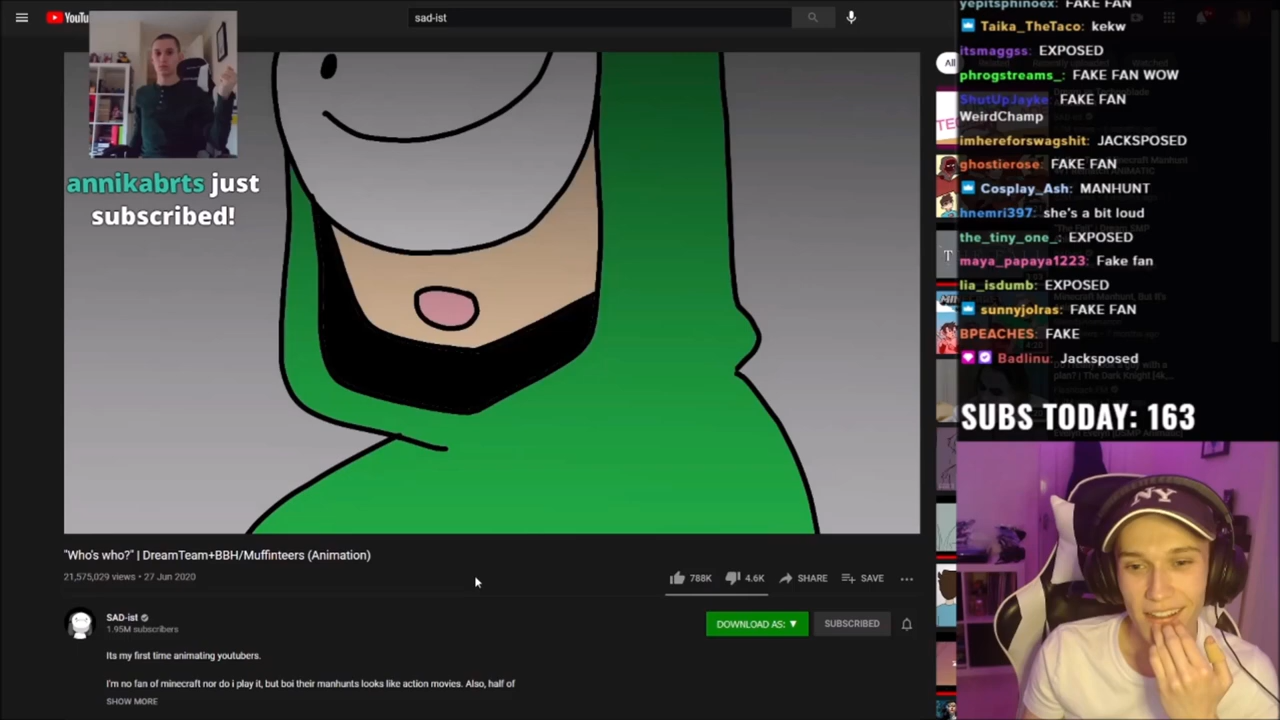 YouTu
sad-ist
annikabrts just
subscribed!
"Who's who?" | DreamTeam+BBH/Muffinteers (Animation)
21,575,029 views • 27 Jun 2020
788K
4.6K
SHARE
SAVE
SAD-ist
1.95M subscribers
DOWNLOAD AS: ▼
SUBSCRIBED
Its my first time animating youtubers.
I'm no fan of minecraft nor do i play it, but boi their manhunts looks like action movies. Also, half of
SHOW MORE
All
yepitsphinoex: FAKE FAN
Taika_TheTaco: kekw
itsmaggss: EXPOSED
phrogstreams_: FAKE FAN WOW
ShutUpJayke: FAKE FAN
WeirdChamp
imhereforswagshit: JACKSPOSED
ghostierose: FAKE FAN
Cosplay_Ash: MANHUNT
hnemri397: she's a bit loud
the_tiny_one_: EXPOSED
maya_papaya1223: Fake fan
lia_isdumb: EXPOSED
sunnyjolras: FAKE FAN
BPEACHES: FAKE
Badlinu: Jacksposed
SUBS TODAY: 163
NY